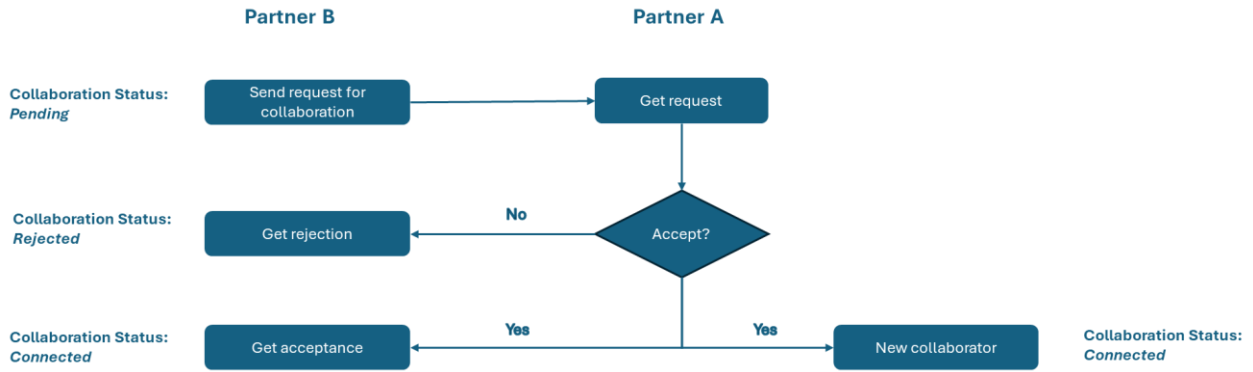 Partner B
Partner A
Collaboration Status:
Pending
Send request for
collaboration
Get request
Collaboration Status:
Rejected
Get rejection
No
Accept?
Collaboration Status:
Connected
Get acceptance
Yes
Yes
New collaborator
Collaboration Status:
Connected